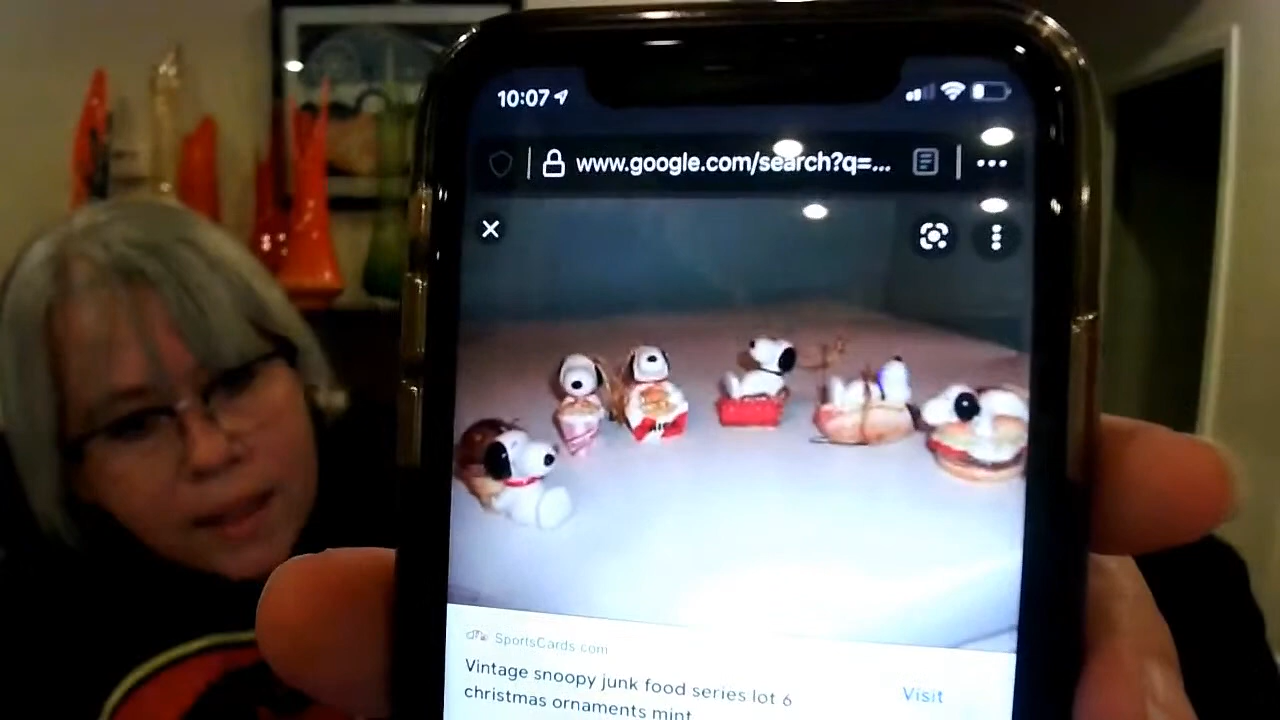 10:07
www.google.com/search?q=...
SportsCards.com
Vintage snoopy junk food series lot 6
christmas ornaments mint
Visit